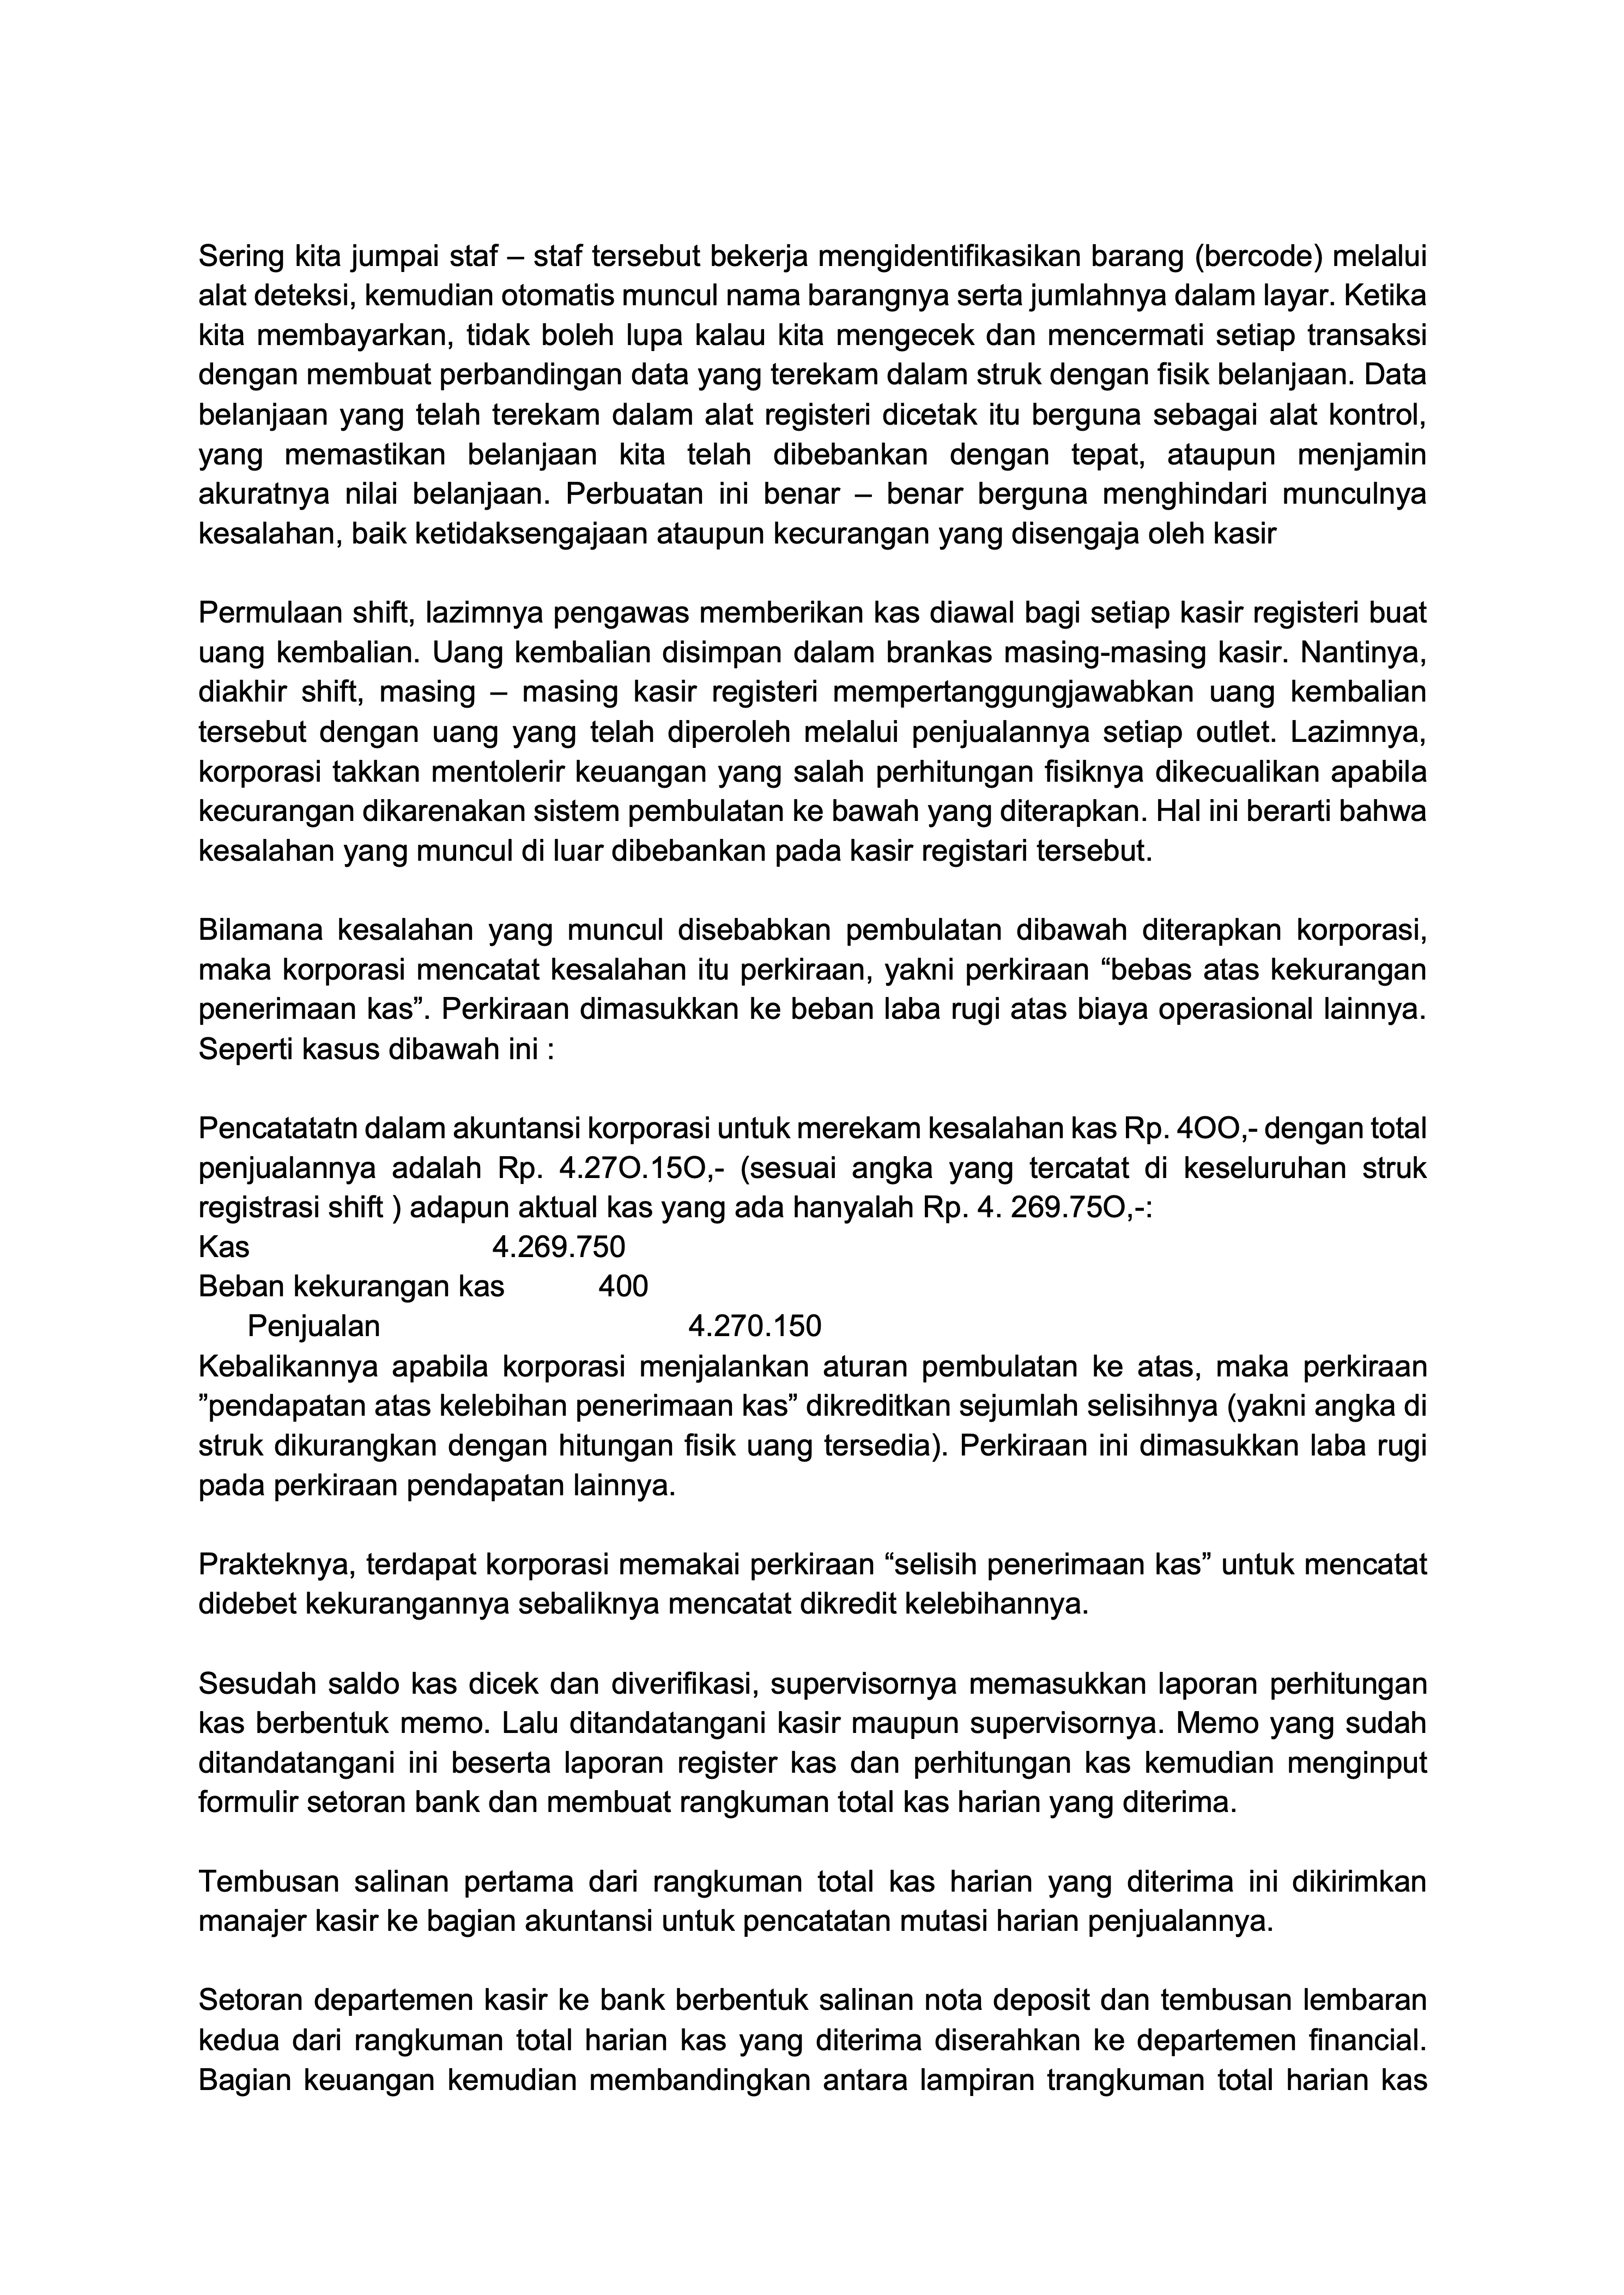 Sering kita jumpai staf – staf tersebut bekerja mengidentifikasikan barang (bercode) melalui
alat deteksi, kemudian otomatis muncul nama barangnya serta jumlahnya dalam layar. Ketika
kita membayarkan, tidak boleh lupa kalau kita mengecek dan mencermati setiap transaksi
dengan membuat perbandingan data yang terekam dalam struk dengan fisik belanjaan. Data
belanjaan yang telah terekam dalam alat registeri dicetak itu berguna sebagai alat kontrol,
yang memastikan belanjaan kita telah dibebankan dengan tepat, ataupun menjamin
akuratnya nilai belanjaan. Perbuatan ini benar – benar berguna menghindari munculnya
kesalahan, baik ketidaksengajaan ataupun kecurangan yang disengaja oleh kasir
Permulaan shift, lazimnya pengawas memberikan kas diawal bagi setiap kasir registeri buat
uang kembalian. Uang kembalian disimpan dalam brankas masing-masing kasir. Nantinya,
diakhir shift, masing – masing kasir registeri mempertanggungjawabkan uang kembalian
tersebut dengan uang yang telah diperoleh melalui penjualannya setiap outlet. Lazimnya,
korporasi takkan mentolerir keuangan yang salah perhitungan fisiknya dikecualikan apabila
kecurangan dikarenakan sistem pembulatan ke bawah yang diterapkan. Hal ini berarti bahwa
kesalahan yang muncul di luar dibebankan pada kasir registari tersebut.
Bilamana kesalahan yang muncul disebabkan pembulatan dibawah diterapkan korporasi,
maka korporasi mencatat kesalahan itu perkiraan, yakni perkiraan “bebas atas kekurangan
penerimaan kas”. Perkiraan dimasukkan ke beban laba rugi atas biaya operasional lainnya.
Seperti kasus dibawah ini :
Pencatatatn dalam akuntansi korporasi untuk merekam kesalahan kas Rp. 4OO,- dengan total
penjualannya adalah Rp. 4.27O.15O,- (sesuai angka yang tercatat di keseluruhan struk
registrasi shift ) adapun aktual kas yang ada hanyalah Rp. 4. 269.75O,-:
Kas 4.269.750
Beban kekurangan kas 400
Penjualan 4.270.150
Kebalikannya apabila korporasi menjalankan aturan pembulatan ke atas, maka perkiraan
”pendapatan atas kelebihan penerimaan kas” dikreditkan sejumlah selisihnya (yakni angka di
struk dikurangkan dengan hitungan fisik uang tersedia). Perkiraan ini dimasukkan laba rugi
pada perkiraan pendapatan lainnya.
Prakteknya, terdapat korporasi memakai perkiraan “selisih penerimaan kas” untuk mencatat
didebet kekurangannya sebaliknya mencatat dikredit kelebihannya.
Sesudah saldo kas dicek dan diverifikasi, supervisornya memasukkan laporan perhitungan
kas berbentuk memo. Lalu ditandatangani kasir maupun supervisornya. Memo yang sudah
ditandatangani ini beserta laporan register kas dan perhitungan kas kemudian menginput
formulir setoran bank dan membuat rangkuman total kas harian yang diterima.
Tembusan salinan pertama dari rangkuman total kas harian yang diterima ini dikirimkan
manajer kasir ke bagian akuntansi untuk pencatatan mutasi harian penjualannya.
Setoran departemen kasir ke bank berbentuk salinan nota deposit dan tembusan lembaran
kedua dari rangkuman total harian kas yang diterima diserahkan ke departemen financial.
Bagian keuangan kemudian membandingkan antara lampiran trangkuman total harian kas